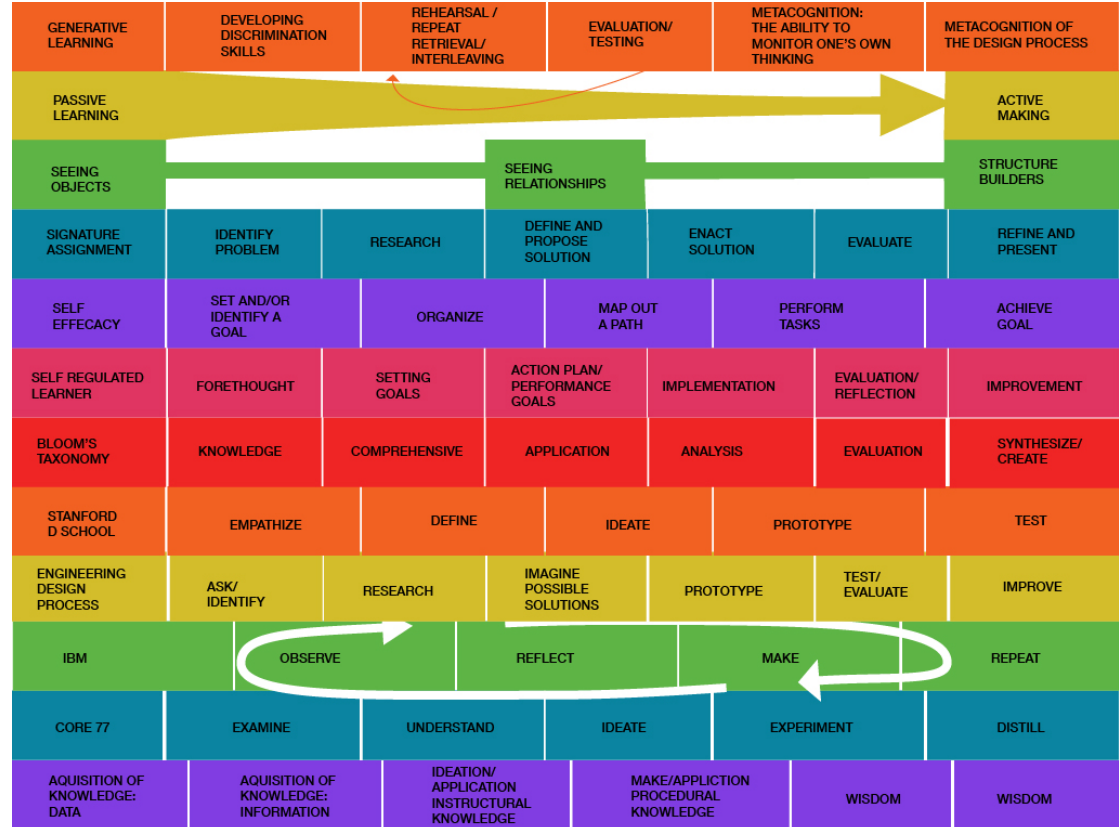 GENERATIVE
LEARNING
DEVELOPING
DISCRIMINATION
SKILLS
REHEARSAL /
REPEAT
RETRIEVAL/
INTERLEAVING
EVALUATION/
TESTING
METACOGNITION:
THE ABILITY TO
MONITOR ONE'S OWN
THINKING
METACOGNITION OF
THE DESIGN PROCESS
PASSIVE
LEARNING
ACTIVE
MAKING
SEEING
OBJECTS
SEEING
RELATIONSHIPS
STRUCTURE
BUILDERS
SIGNATURE
ASSIGNMENT
IDENTIFY
PROBLEM
RESEARCH
DEFINE AND
PROPOSE
SOLUTION
ENACT
SOLUTION
EVALUATE
REFINE AND
PRESENT
SELF
EFFECACY
SET AND/OR
IDENTIFY A
GOAL
ORGANIZE
MAP OUT
A PATH
PERFORM
TASKS
ACHIEVE
GOAL
SELF REGULATED
LEARNER
FORETHOUGHT
SETTING
GOALS
ACTION PLAN/
PERFORMANCE
GOALS
IMPLEMENTATION
EVALUATION/
REFLECTION
IMPROVEMENT
BLOOM'S
TAXONOMY
KNOWLEDGE
COMPREHENSIVE
APPLICATION
ANALYSIS
EVALUATION
SYNTHESIZE/
CREATE
STANFORD
D SCHOOL
EMPATHIZE
DEFINE
IDEATE
PROTOTYPE
TEST
ENGINEERING
DESIGN
PROCESS
ASK/
IDENTIFY
RESEARCH
IMAGINE
POSSIBLE
SOLUTIONS
PROTOTYPE
TEST/
EVALUATE
IMPROVE
IBM
OBSERVE
REFLECT
MAKE
REPEAT
CORE 77
EXAMINE
UNDERSTAND
IDEATE
EXPERIMENT
DISTILL
AQUISITION OF
KNOWLEDGE:
DATA
AQUISITION OF
KNOWLEDGE:
INFORMATION
IDEATION/
APPLICATION
INSTRUCTURAL
KNOWLEDGE
MAKE/APPLICTION
PROCEDURAL
KNOWLEDGE
WISDOM
WISDOM